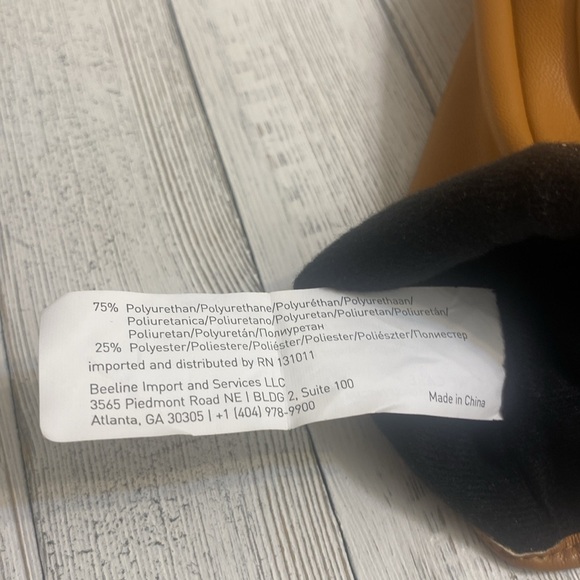 75% Polyurethan/Polyurethane/Polyuréthan/Polyurethaan/
Poliuretanica/Poliuretano/Polyuretan/Poliuretan/Poliuretán/
Poliuretan/Polyuretán/Полиуретан
25% Polyester/Poliestere/Poliéster/Poliester/Poliészter/Полиестер
imported and distributed by RN 131011
Beeline Import and Services LLC
3565 Piedmont Road NE | BLDG 2, Suite 100
Atlanta, GA 30305 | +1 (404) 978-9900
Made in China